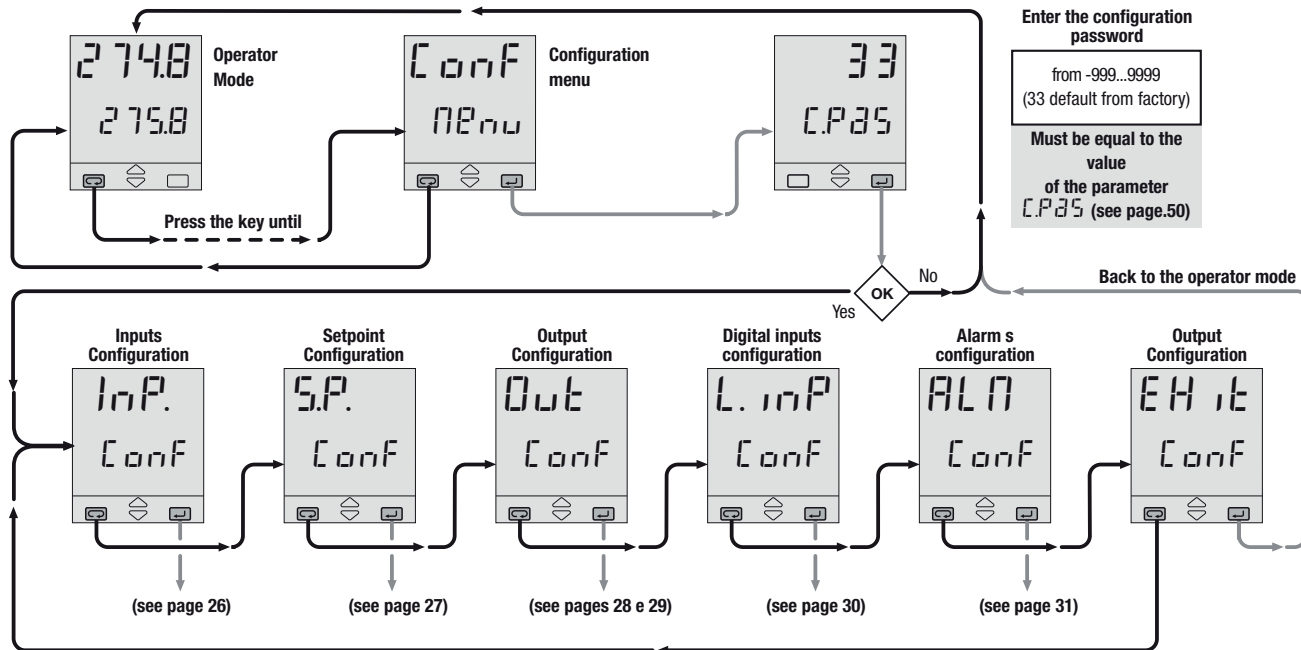 274.8
275.8
Operator
Mode
Conf
Menu
Configuration
menu
33
C.PaS
Enter the configuration
password
from -999...9999
(33 default from factory)
Must be equal to the
value
of the parameter
C.PaS (see page.50)
Press the key until
OK
No
Yes
Back to the operator mode
Inputs
Configuration
InP.
Conf
(see page 26)
Setpoint
Configuration
S.P.
Conf
(see page 27)
Output
Configuration
Out
Conf
(see pages 28 e 29)
Digital inputs
configuration
L. inP
Conf
(see page 30)
Alarm s
configuration
ALM
Conf
(see page 31)
Output
Configuration
EHit
Conf